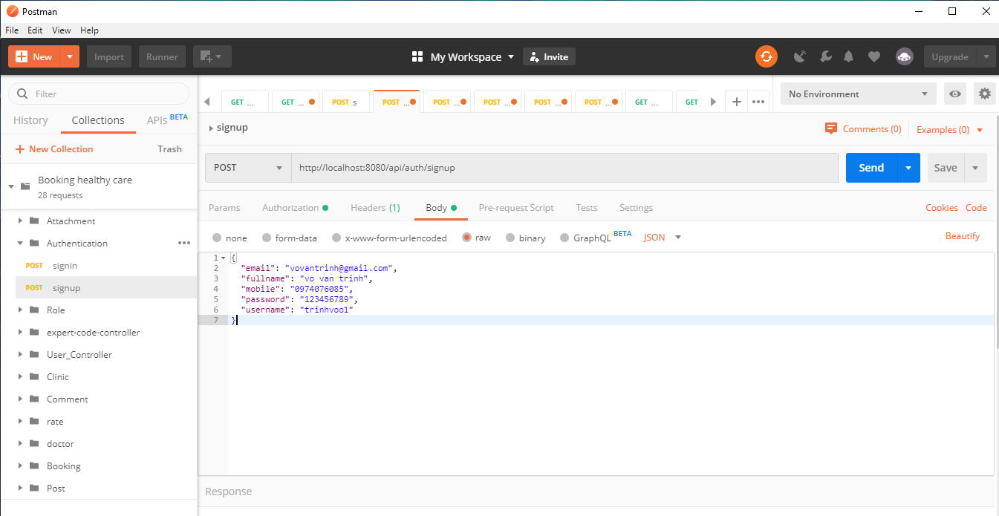 Postman
File Edit View Help
New Import Runner My Workspace Invite Upgrade
Filter
History Collections APIs BETA
New Collection Trash
Booking healthy care
28 requests
Attachment
Authentication
POST signin
POST signup
Role
expert-code-controller
User_Controller
Clinic
Comment
rate
doctor
Booking
Post
GET ... GET ... POST s POST ... POST ... POST ... POST ... POST ... GET ... GET
No Environment
signup
Comments (0) Examples (0)
POST http://localhost:8080/api/auth/signup Send Save
Params Authorization Headers (1) Body Pre-request Script Tests Settings Cookies Code
none form-data x-www-form-urlencoded raw binary GraphQL BETA JSON Beautify
1 {
2 "email": "vovantrinh@gmail.com",
3 "fullname": "vo van trinh",
4 "mobile": "0974076085",
5 "password": "123456789",
6 "username": "trinhvoo1"
7 }
Response